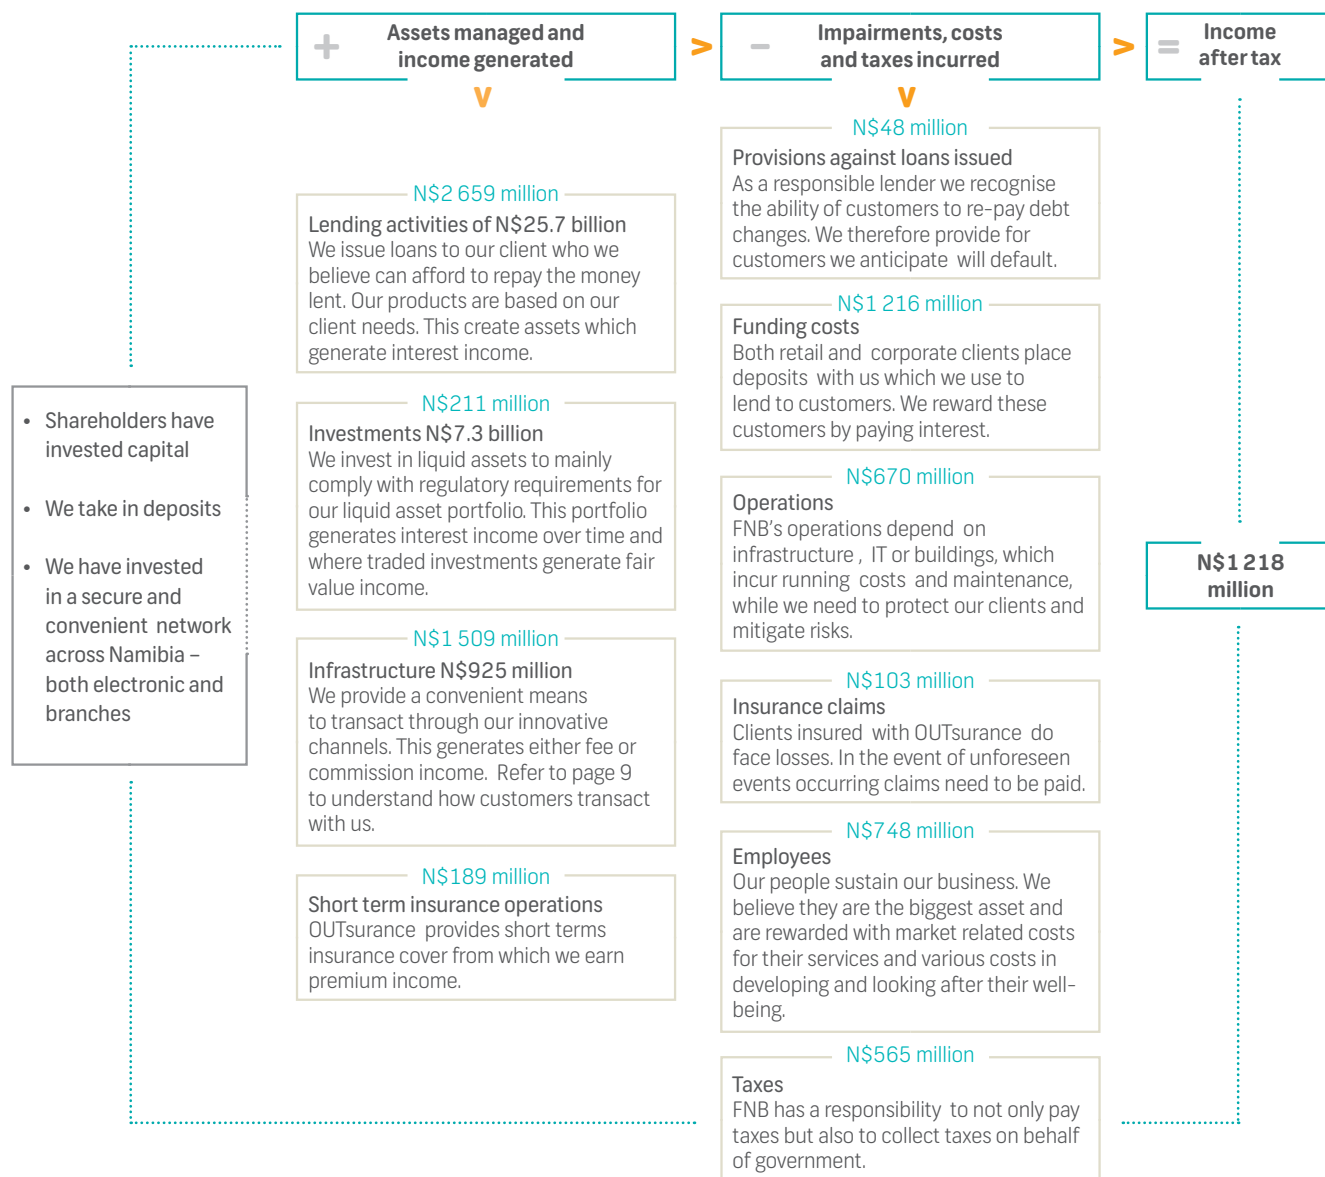 +
Assets managed and
income generated
>
−
Impairments, costs
and taxes incurred
>
=
Income
after tax
• Shareholders have
invested capital
• We take in deposits
• We have invested
in a secure and
convenient network
across Namibia –
both electronic and
branches
N$2 659 million
Lending activities of N$25.7 billion
We issue loans to our client who we
believe can afford to repay the money
lent. Our products are based on our
client needs. This create assets which
generate interest income.
N$211 million
Investments N$7.3 billion
We invest in liquid assets to mainly
comply with regulatory requirements for
our liquid asset portfolio. This portfolio
generates interest income over time and
where traded investments generate fair
value income.
N$1 509 million
Infrastructure N$925 million
We provide a convenient means
to transact through our innovative
channels. This generates either fee or
commission income. Refer to page 9
to understand how customers transact
with us.
N$189 million
Short term insurance operations
OUTsurance provides short terms
insurance cover from which we earn
premium income.
N$48 million
Provisions against loans issued
As a responsible lender we recognise
the ability of customers to re-pay debt
changes. We therefore provide for
customers we anticipate will default.
N$1 216 million
Funding costs
Both retail and corporate clients place
deposits with us which we use to
lend to customers. We reward these
customers by paying interest.
N$670 million
Operations
FNB's operations depend on
infrastructure , IT or buildings, which
incur running costs and maintenance,
while we need to protect our clients and
mitigate risks.
N$103 million
Insurance claims
Clients insured with OUTsurance do
face losses. In the event of unforeseen
events occurring claims need to be paid.
N$748 million
Employees
Our people sustain our business. We
believe they are the biggest asset and
are rewarded with market related costs
for their services and various costs in
developing and looking after their well-
being.
N$565 million
Taxes
FNB has a responsibility to not only pay
taxes but also to collect taxes on behalf
of government.
N$1 218
million